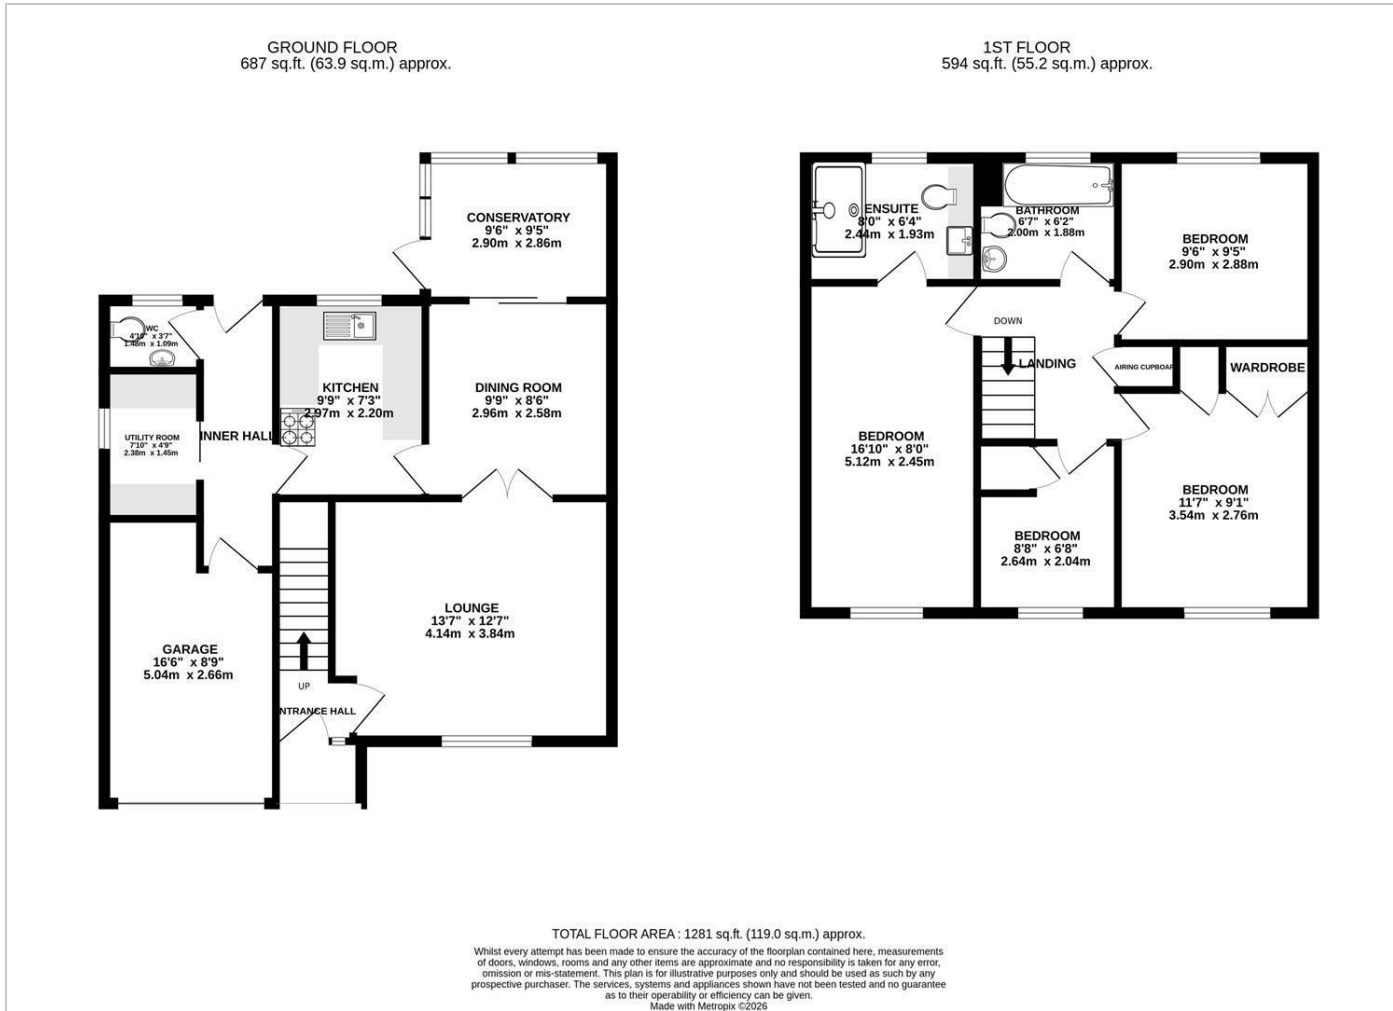 GROUND FLOOR
687 sq.ft. (63.9 sq.m.) approx.
CONSERVATORY
9'6" x 9'5"
2.90m x 2.86m
WC
4'10" x 3'7"
1.48m x 1.09m
KITCHEN
9'9" x 7'3"
2.97m x 2.20m
DINING ROOM
9'9" x 8'6"
2.96m x 2.58m
UTILITY ROOM
7'10" x 4'9"
2.38m x 1.45m
INNER HALL
LOUNGE
13'7" x 12'7"
4.14m x 3.84m
GARAGE
16'6" x 8'9"
5.04m x 2.66m
UP
NTRANCE HALL
1ST FLOOR
594 sq.ft. (55.2 sq.m.) approx.
ENSUITE
8'0" x 6'4"
2.44m x 1.93m
BATHROOM
6'7" x 6'2"
2.00m x 1.88m
BEDROOM
9'6" x 9'5"
2.90m x 2.88m
DOWN
LANDING
AIRING CUPBOAR
WARDROBE
BEDROOM
16'10" x 8'0"
5.12m x 2.45m
BEDROOM
11'7" x 9'1"
3.54m x 2.76m
BEDROOM
8'8" x 6'8"
2.64m x 2.04m
TOTAL FLOOR AREA : 1281 sq.ft. (119.0 sq.m.) approx.
Whilst every attempt has been made to ensure the accuracy of the floorplan contained here, measurements
of doors, windows, rooms and any other items are approximate and no responsibility is taken for any error,
omission or mis-statement. This plan is for illustrative purposes only and should be used as such by any
prospective purchaser. The services, systems and appliances shown have not been tested and no guarantee
as to their operability or efficiency can be given.
Made with Metropix ©2026